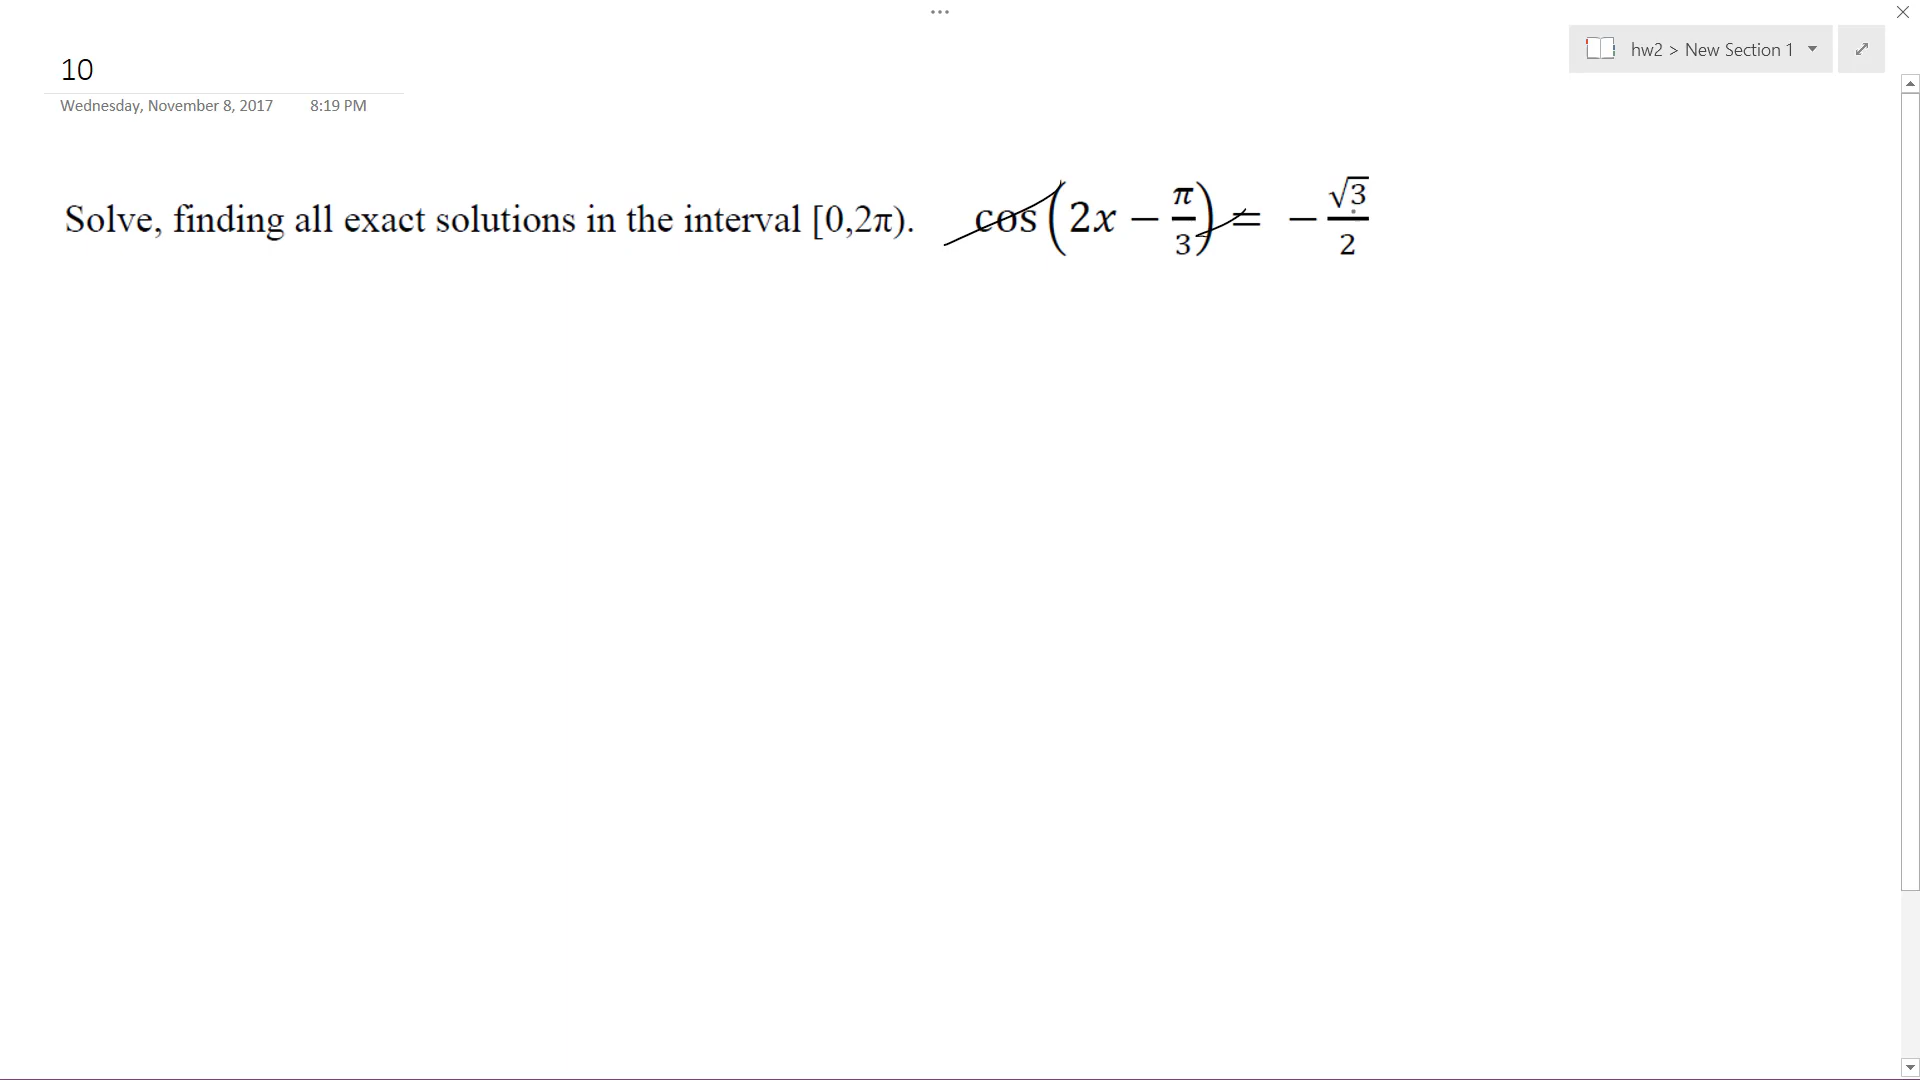 hw2 > New Section 1
10
Wednesday, November 8, 2017 8:19 PM
Solve, finding all exact solutions in the interval [0,2π). cos(2x − π/3) = − √3/2